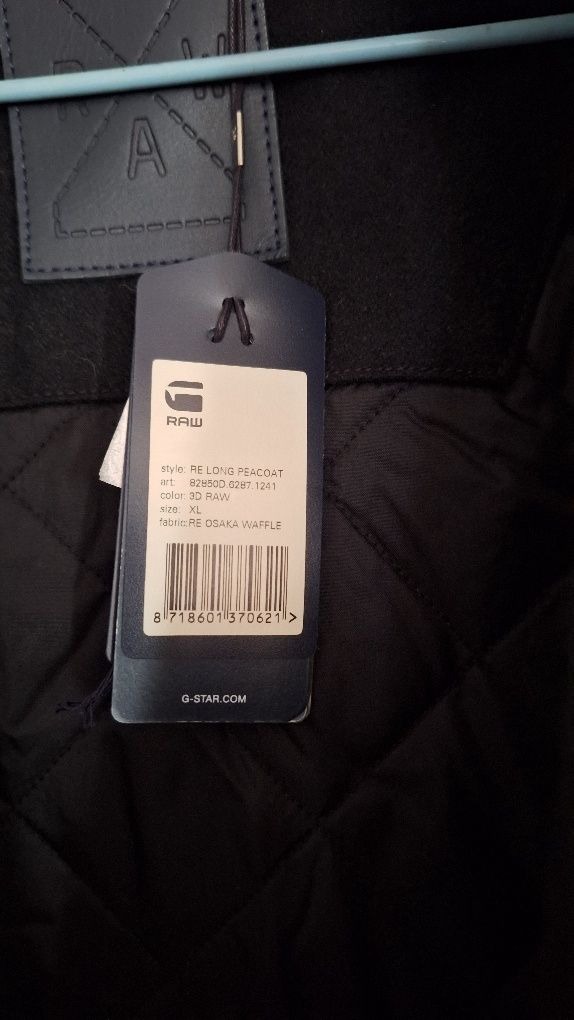 R W
A
RAW
style: RE LONG PEACOAT
art: 82850D.6287.1241
color: 3D RAW
size: XL
fabric: RE OSAKA WAFFLE
8 718601 370621 >
G-STAR.COM